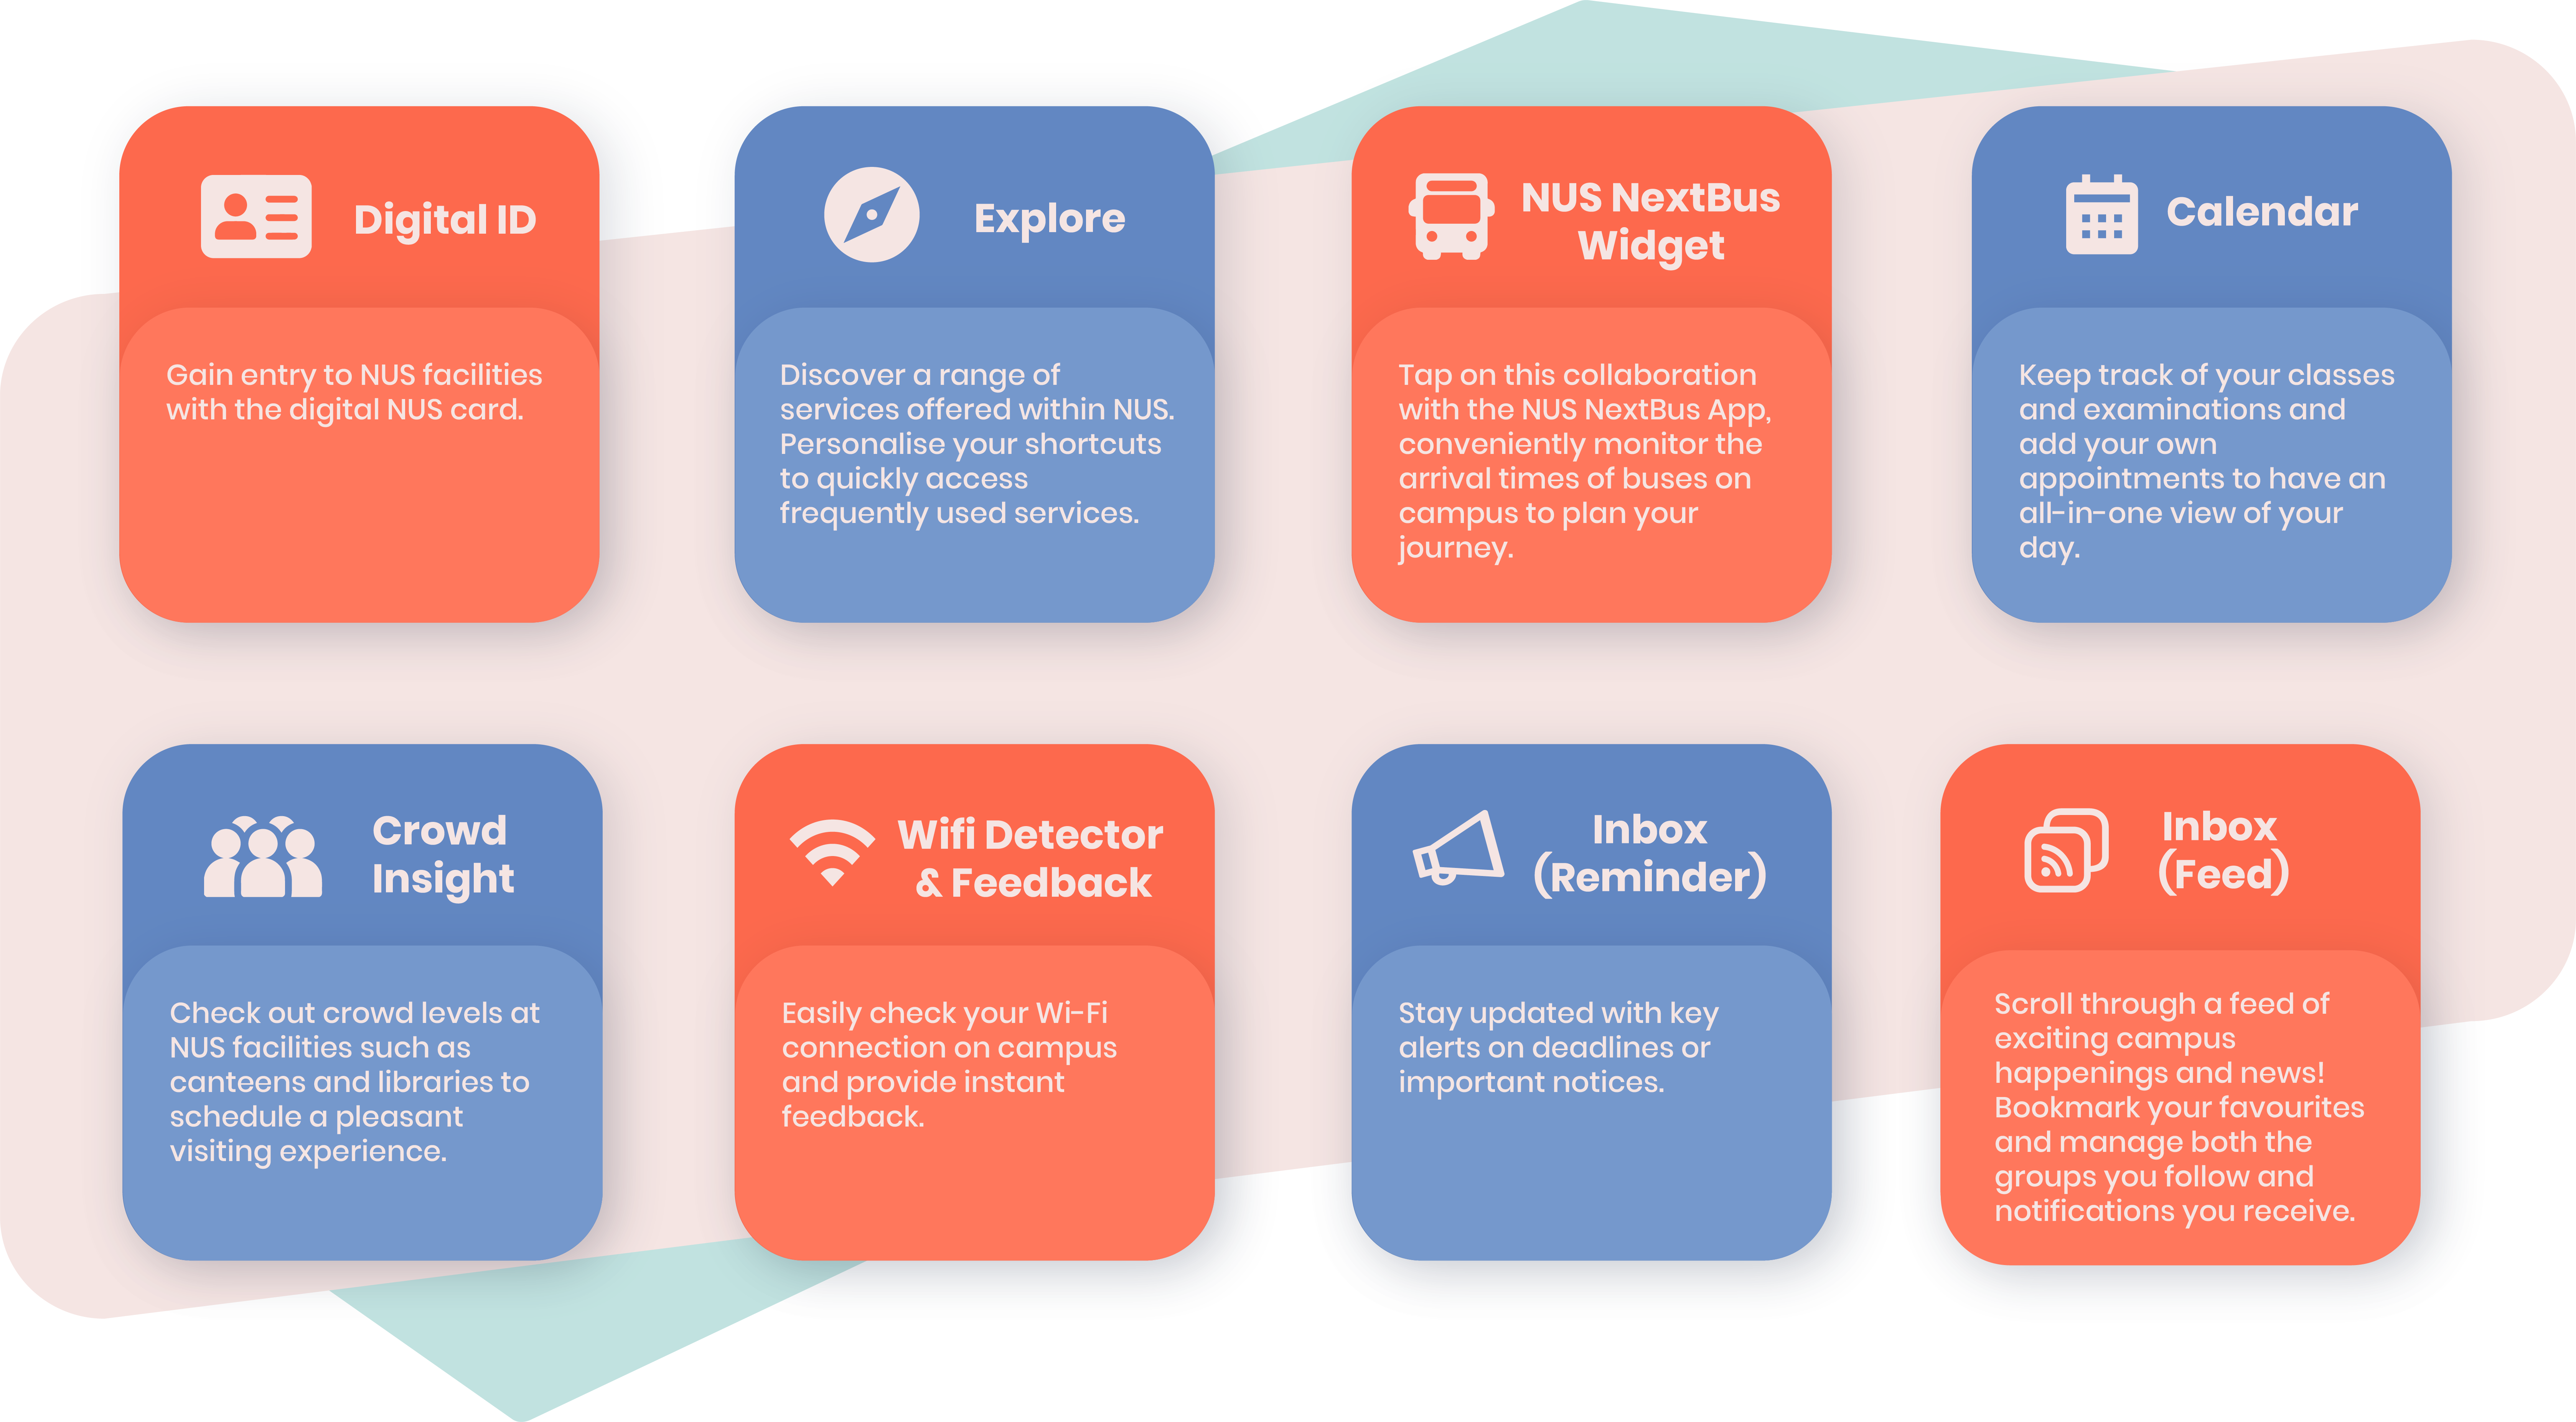 Digital ID
Gain entry to NUS facilities
with the digital NUS card.
Explore
Discover a range of
services offered within NUS.
Personalise your shortcuts
to quickly access
frequently used services.
NUS NextBus
Widget
Tap on this collaboration
with the NUS NextBus App,
conveniently monitor the
arrival times of buses on
campus to plan your
journey.
Calendar
Keep track of your classes
and examinations and
add your own
appointments to have an
all-in-one view of your
day.
Crowd
Insight
Check out crowd levels at
NUS facilities such as
canteens and libraries to
schedule a pleasant
visiting experience.
Wifi Detector
& Feedback
Easily check your Wi-Fi
connection on campus
and provide instant
feedback.
Inbox
(Reminder)
Stay updated with key
alerts on deadlines or
important notices.
Inbox
(Feed)
Scroll through a feed of
exciting campus
happenings and news!
Bookmark your favourites
and manage both the
groups you follow and
notifications you receive.